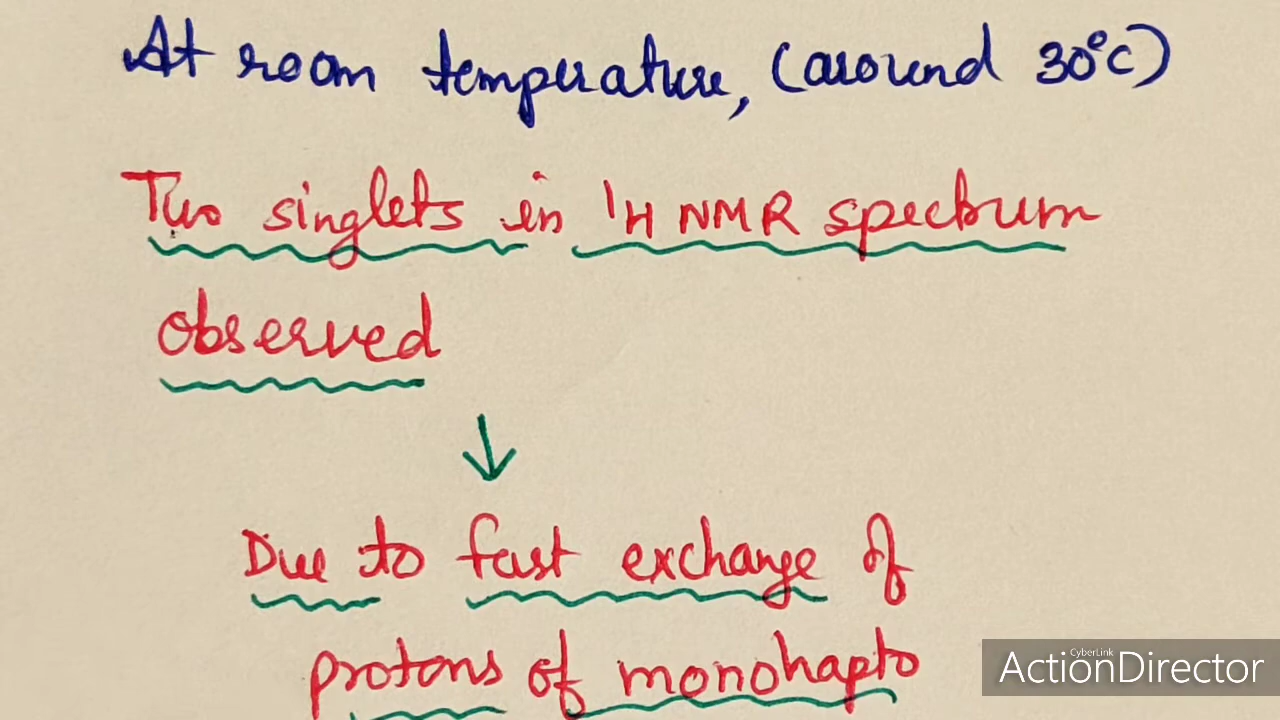 At room temperature, (around 30°C)
Two singlets in ¹H NMR spectrum
observed
Due to fast exchange of
protons of monohapto
CyberLink
ActionDirector